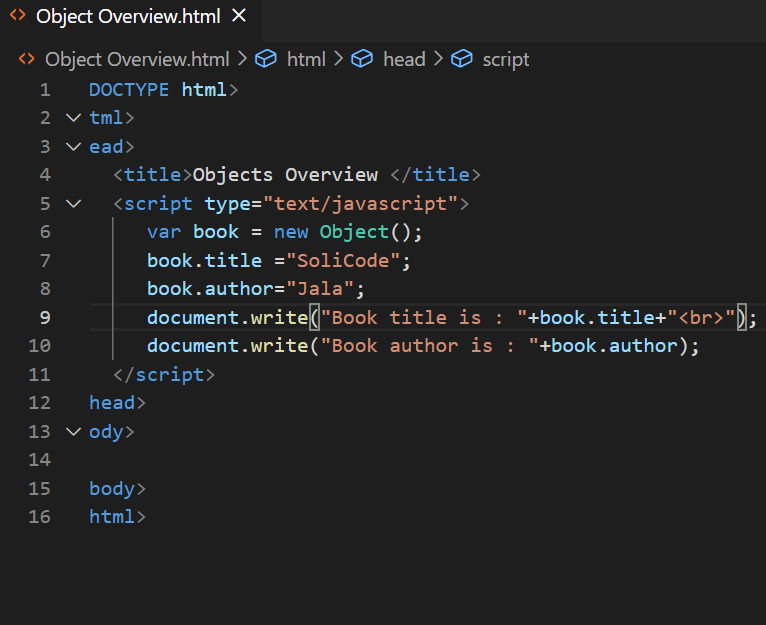 Object Overview.html
Object Overview.html > html > head > script
1 DOCTYPE html>
2 tml>
3 ead>
4 <title>Objects Overview </title>
5 <script type="text/javascript">
6 var book = new Object();
7 book.title ="SoliCode";
8 book.author="Jala";
9 document.write("Book title is : "+book.title+"<br>");
10 document.write("Book author is : "+book.author);
11 </script>
12 head>
13 ody>
14
15 body>
16 html>